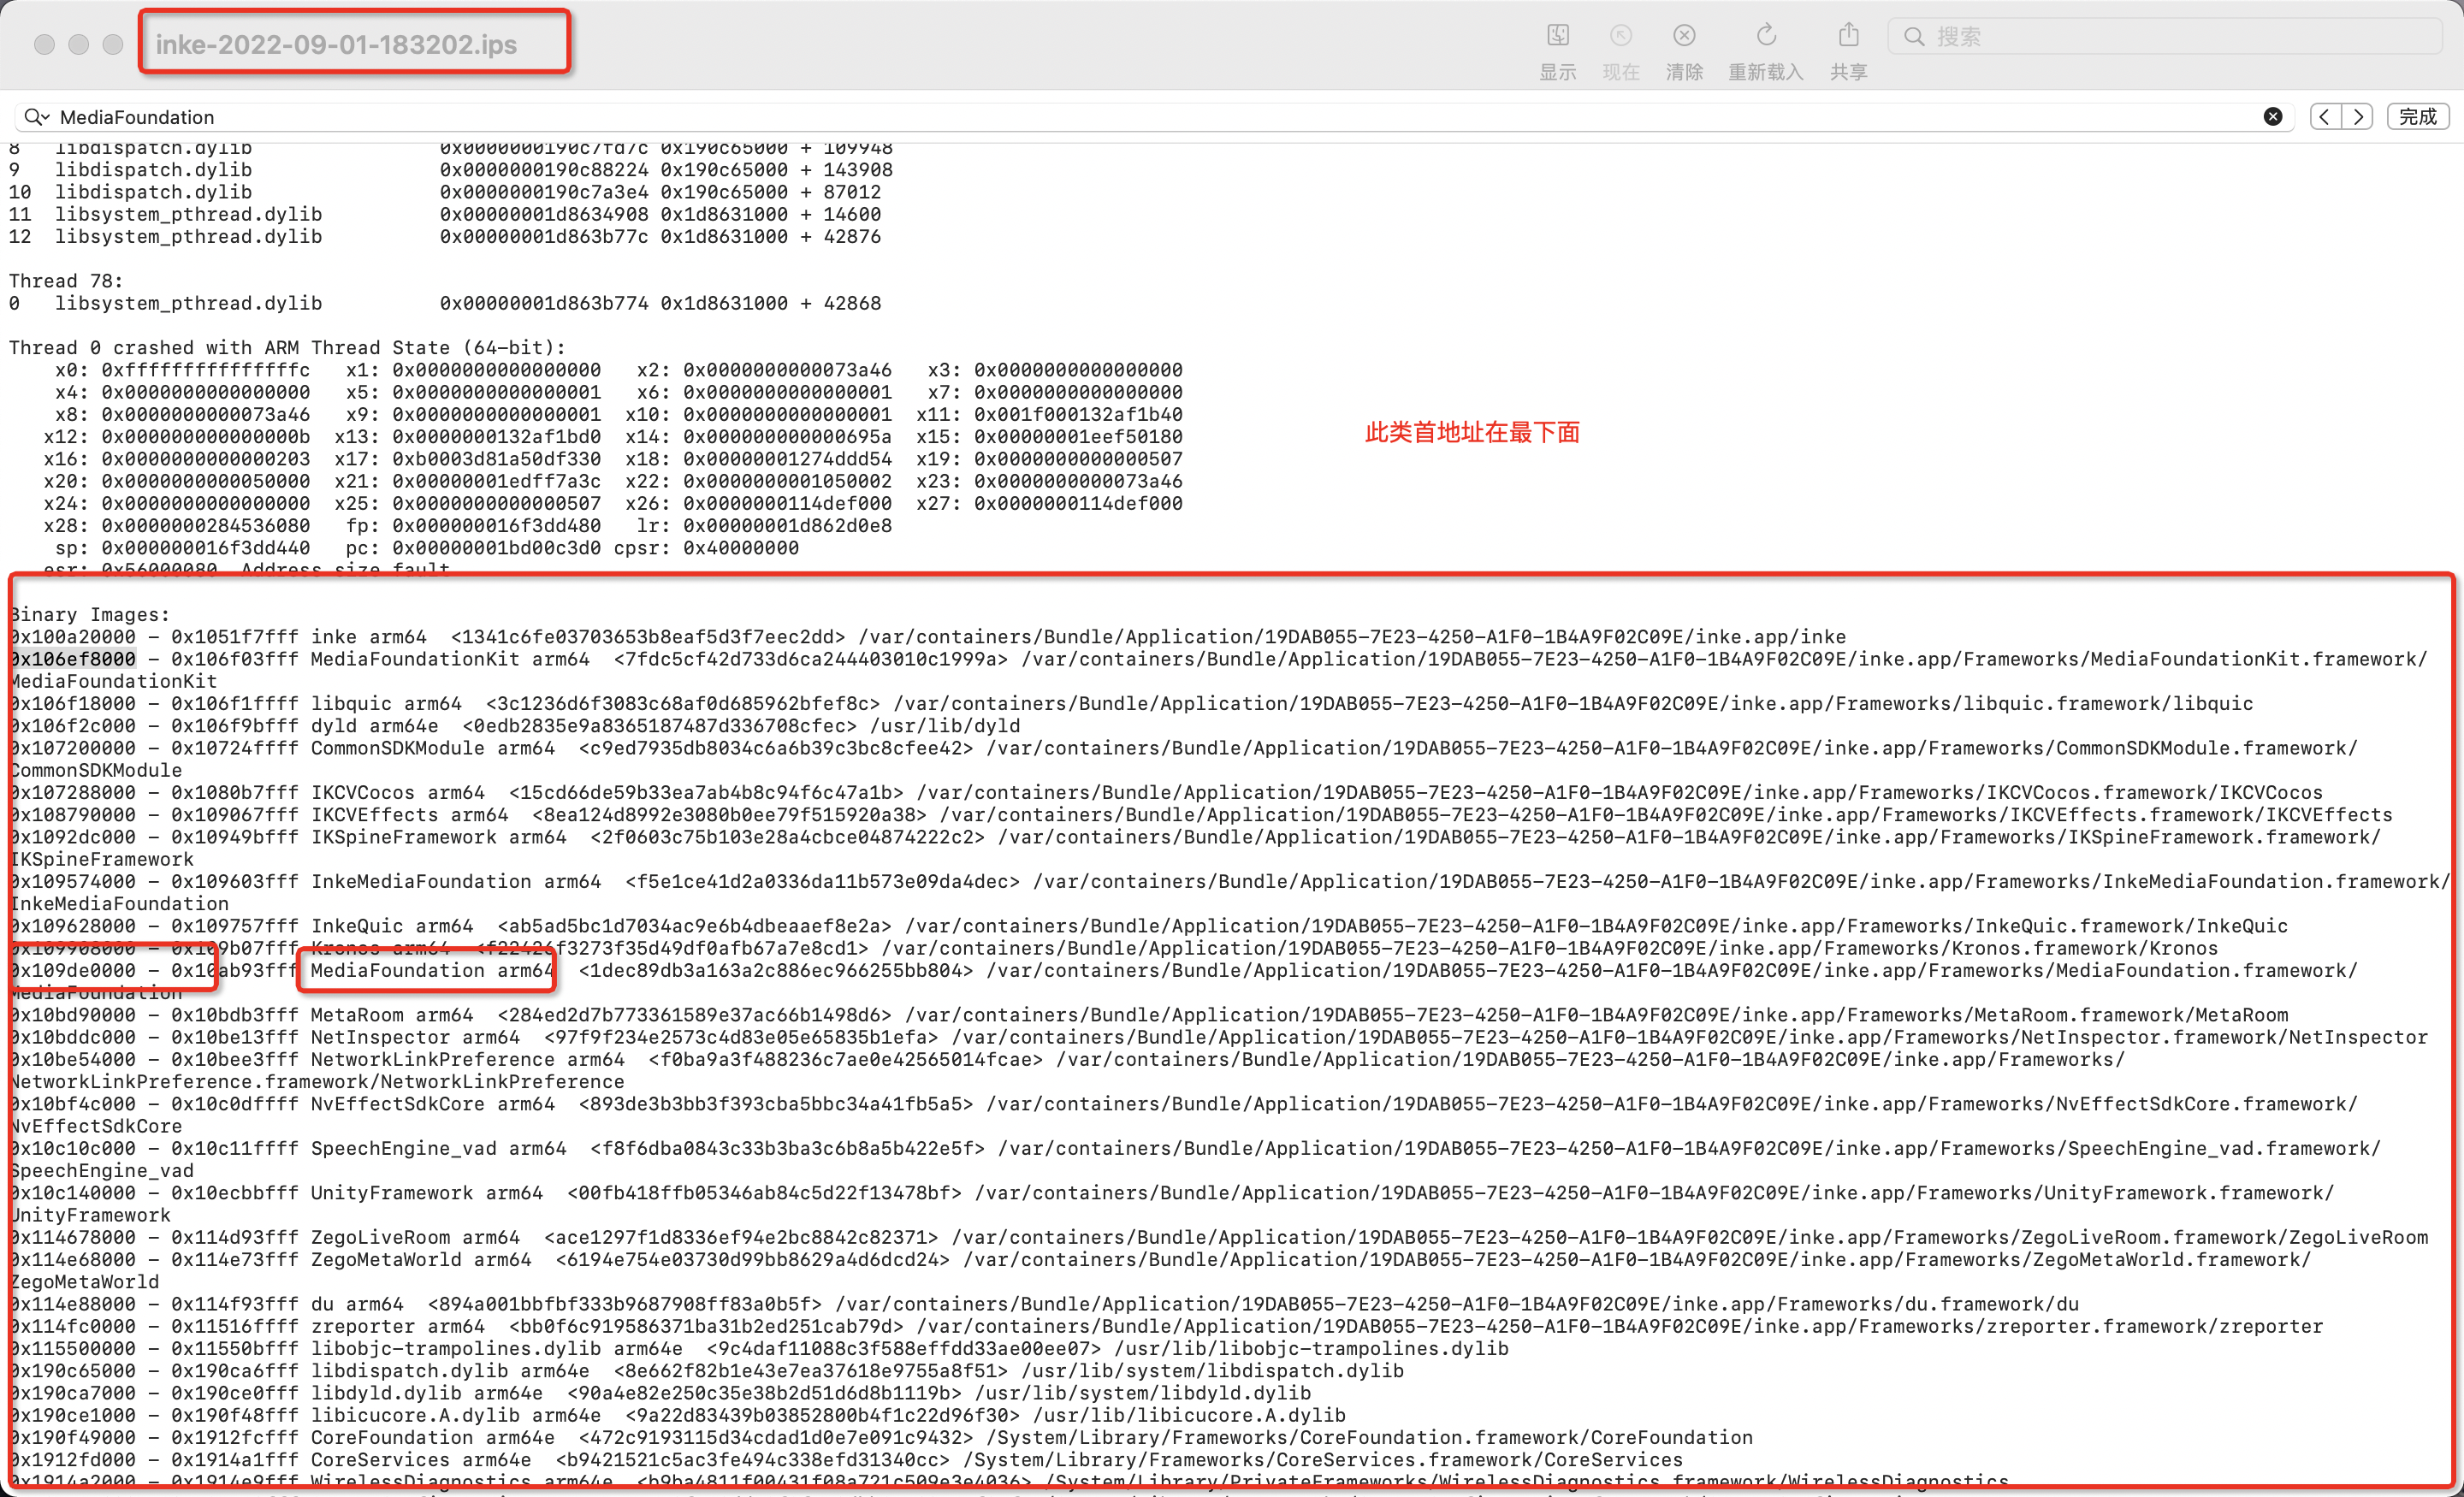 inke-2022-09-01-183202.ips
显示 现在 清除 重新载入 共享 搜索
MediaFoundation 完成
8 libdispatch.dylib 0x0000000190c7fd7c 0x190c65000 + 109948
9 libdispatch.dylib 0x0000000190c88224 0x190c65000 + 143908
10 libdispatch.dylib 0x0000000190c7a3e4 0x190c65000 + 87012
11 libsystem_pthread.dylib 0x00000001d8634908 0x1d8631000 + 14600
12 libsystem_pthread.dylib 0x00000001d863b77c 0x1d8631000 + 42876
Thread 78:
0 libsystem_pthread.dylib 0x00000001d863b774 0x1d8631000 + 42868
Thread 0 crashed with ARM Thread State (64-bit):
x0: 0xfffffffffffffffc x1: 0x0000000000000000 x2: 0x0000000000073a46 x3: 0x0000000000000000
x4: 0x0000000000000000 x5: 0x0000000000000001 x6: 0x0000000000000001 x7: 0x0000000000000000
x8: 0x0000000000073a46 x9: 0x0000000000000001 x10: 0x0000000000000001 x11: 0x001f000132af1b40
x12: 0x000000000000000b x13: 0x0000000132af1bd0 x14: 0x000000000000695a x15: 0x00000001eef50180
x16: 0x0000000000000203 x17: 0xb0003d81a50df330 x18: 0x00000001274ddd54 x19: 0x0000000000000507
x20: 0x0000000000050000 x21: 0x00000001edff7a3c x22: 0x0000000001050002 x23: 0x0000000000073a46
x24: 0x0000000000000000 x25: 0x0000000000000507 x26: 0x0000000114def000 x27: 0x0000000114def000
x28: 0x0000000284536080 fp: 0x000000016f3dd480 lr: 0x00000001d862d0e8
sp: 0x000000016f3dd440 pc: 0x00000001bd00c3d0 cpsr: 0x40000000
esr: 0x56000080 Address size fault
此类首地址在最下面
Binary Images:
0x100a20000 - 0x1051f7fff inke arm64 <1341c6fe03703653b8eaf5d3f7eec2dd> /var/containers/Bundle/Application/19DAB055-7E23-4250-A1F0-1B4A9F02C09E/inke.app/inke
0x106ef8000 - 0x106f03fff MediaFoundationKit arm64 <7fdc5cf42d733d6ca244403010c1999a> /var/containers/Bundle/Application/19DAB055-7E23-4250-A1F0-1B4A9F02C09E/inke.app/Frameworks/MediaFoundationKit.framework/
MediaFoundationKit
0x106f18000 - 0x106f1ffff libquic arm64 <3c1236d6f3083c68af0d685962bfef8c> /var/containers/Bundle/Application/19DAB055-7E23-4250-A1F0-1B4A9F02C09E/inke.app/Frameworks/libquic.framework/libquic
0x106f2c000 - 0x106f9bfff dyld arm64e <0edb2835e9a8365187487d336708cfec> /usr/lib/dyld
0x107200000 - 0x10724ffff CommonSDKModule arm64 <c9ed7935db8034c6a6b39c3bc8cfee42> /var/containers/Bundle/Application/19DAB055-7E23-4250-A1F0-1B4A9F02C09E/inke.app/Frameworks/CommonSDKModule.framework/
CommonSDKModule
0x107288000 - 0x1080b7fff IKCVCocos arm64 <15cd66de59b33ea7ab4b8c94f6c47a1b> /var/containers/Bundle/Application/19DAB055-7E23-4250-A1F0-1B4A9F02C09E/inke.app/Frameworks/IKCVCocos.framework/IKCVCocos
0x108790000 - 0x109067fff IKCVEffects arm64 <8ea124d8992e3080b0ee79f515920a38> /var/containers/Bundle/Application/19DAB055-7E23-4250-A1F0-1B4A9F02C09E/inke.app/Frameworks/IKCVEffects.framework/IKCVEffects
0x1092dc000 - 0x10949bfff IKSpineFramework arm64 <2f0603c75b103e28a4cbce04874222c2> /var/containers/Bundle/Application/19DAB055-7E23-4250-A1F0-1B4A9F02C09E/inke.app/Frameworks/IKSpineFramework.framework/
IKSpineFramework
0x109574000 - 0x109603fff InkeMediaFoundation arm64 <f5e1ce41d2a0336da11b573e09da4dec> /var/containers/Bundle/Application/19DAB055-7E23-4250-A1F0-1B4A9F02C09E/inke.app/Frameworks/InkeMediaFoundation.framework/
InkeMediaFoundation
0x109628000 - 0x109757fff InkeQuic arm64 <ab5ad5bc1d7034ac9e6b4dbeaaef8e2a> /var/containers/Bundle/Application/19DAB055-7E23-4250-A1F0-1B4A9F02C09E/inke.app/Frameworks/InkeQuic.framework/InkeQuic
0x109908000 - 0x109b07fff Kronos arm64 <f22426f3273f35d49df0afb67a7e8cd1> /var/containers/Bundle/Application/19DAB055-7E23-4250-A1F0-1B4A9F02C09E/inke.app/Frameworks/Kronos.framework/Kronos
0x109de0000 - 0x10ab93fff MediaFoundation arm64 <1dec89db3a163a2c886ec966255bb804> /var/containers/Bundle/Application/19DAB055-7E23-4250-A1F0-1B4A9F02C09E/inke.app/Frameworks/MediaFoundation.framework/
MediaFoundation
0x10bd90000 - 0x10bdb3fff MetaRoom arm64 <284ed2d7b773361589e37ac66b1498d6> /var/containers/Bundle/Application/19DAB055-7E23-4250-A1F0-1B4A9F02C09E/inke.app/Frameworks/MetaRoom.framework/MetaRoom
0x10bddc000 - 0x10be13fff NetInspector arm64 <97f9f234e2573c4d83e05e65835b1efa> /var/containers/Bundle/Application/19DAB055-7E23-4250-A1F0-1B4A9F02C09E/inke.app/Frameworks/NetInspector.framework/NetInspector
0x10be54000 - 0x10bee3fff NetworkLinkPreference arm64 <f0ba9a3f488236c7ae0e42565014fcae> /var/containers/Bundle/Application/19DAB055-7E23-4250-A1F0-1B4A9F02C09E/inke.app/Frameworks/
NetworkLinkPreference.framework/NetworkLinkPreference
0x10bf4c000 - 0x10c0dffff NvEffectSdkCore arm64 <893de3b3bb3f393cba5bbc34a41fb5a5> /var/containers/Bundle/Application/19DAB055-7E23-4250-A1F0-1B4A9F02C09E/inke.app/Frameworks/NvEffectSdkCore.framework/
NvEffectSdkCore
0x10c10c000 - 0x10c11ffff SpeechEngine_vad arm64 <f8f6dba0843c33b3ba3c6b8a5b422e5f> /var/containers/Bundle/Application/19DAB055-7E23-4250-A1F0-1B4A9F02C09E/inke.app/Frameworks/SpeechEngine_vad.framework/
SpeechEngine_vad
0x10c140000 - 0x10ecbbfff UnityFramework arm64 <00fb418ffb05346ab84c5d22f13478bf> /var/containers/Bundle/Application/19DAB055-7E23-4250-A1F0-1B4A9F02C09E/inke.app/Frameworks/UnityFramework.framework/
UnityFramework
0x114678000 - 0x114d93fff ZegoLiveRoom arm64 <ace1297f1d8336ef94e2bc8842c82371> /var/containers/Bundle/Application/19DAB055-7E23-4250-A1F0-1B4A9F02C09E/inke.app/Frameworks/ZegoLiveRoom.framework/ZegoLiveRoom
0x114e68000 - 0x114e73fff ZegoMetaWorld arm64 <6194e754e03730d99bb8629a4d6dcd24> /var/containers/Bundle/Application/19DAB055-7E23-4250-A1F0-1B4A9F02C09E/inke.app/Frameworks/ZegoMetaWorld.framework/
ZegoMetaWorld
0x114e88000 - 0x114f93fff du arm64 <894a001bbfbf333b9687908ff83a0b5f> /var/containers/Bundle/Application/19DAB055-7E23-4250-A1F0-1B4A9F02C09E/inke.app/Frameworks/du.framework/du
0x114fc0000 - 0x11516ffff zreporter arm64 <bb0f6c919586371ba31b2ed251cab79d> /var/containers/Bundle/Application/19DAB055-7E23-4250-A1F0-1B4A9F02C09E/inke.app/Frameworks/zreporter.framework/zreporter
0x115500000 - 0x11550bfff libobjc-trampolines.dylib arm64e <9c4daf11088c3f588effdd33ae00ee07> /usr/lib/libobjc-trampolines.dylib
0x190c65000 - 0x190ca6fff libdispatch.dylib arm64e <8e662f82b1e43e7ea37618e9755a8f51> /usr/lib/system/libdispatch.dylib
0x190ca7000 - 0x190ce0fff libdyld.dylib arm64e <90a4e82e250c35e38b2d51d6d8b1119b> /usr/lib/system/libdyld.dylib
0x190ce1000 - 0x190f48fff libicucore.A.dylib arm64e <9a22d83439b03852800b4f1c22d96f30> /usr/lib/libicucore.A.dylib
0x190f49000 - 0x1912fcfff CoreFoundation arm64e <472c9193115d34cdad1d0e7e091c9432> /System/Library/Frameworks/CoreFoundation.framework/CoreFoundation
0x1912fd000 - 0x1914a1fff CoreServices arm64e <b9421521c5ac3fe494c338efd31340cc> /System/Library/Frameworks/CoreServices.framework/CoreServices
0x1914a2000 - 0x1914e9fff WirelessDiagnostics arm64e <b9ba4811f00431f08a721c509e3e4036> /System/Library/PrivateFrameworks/WirelessDiagnostics.framework/WirelessDiagnostics